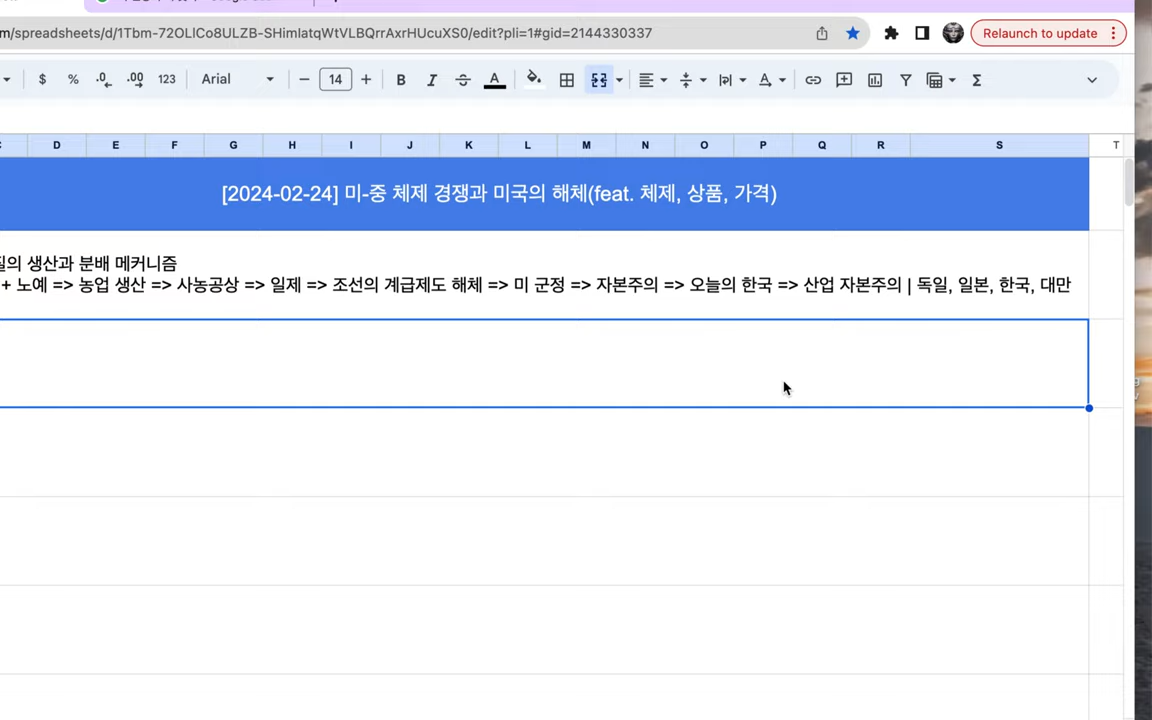 m/spreadsheets/d/1Tbm-72OLlCo8ULZB-SHimlatqWtVLBQrrAxrHUcuXS0/edit?pli=1#gid=2144330337
Relaunch to update
$ % .0 .00 123 Arial 14 B I S A Σ
D E F G H I J K L M N O P Q R S T
[2024-02-24] 미-중 체제 경쟁과 미국의 해체(feat. 체제, 상품, 가격)
의 생산과 분배 메커니즘
+ 노예 => 농업 생산 => 사농공상 => 일제 => 조선의 계급제도 해체 => 미 군정 => 자본주의 => 오늘의 한국 => 산업 자본주의 | 독일, 일본, 한국, 대만